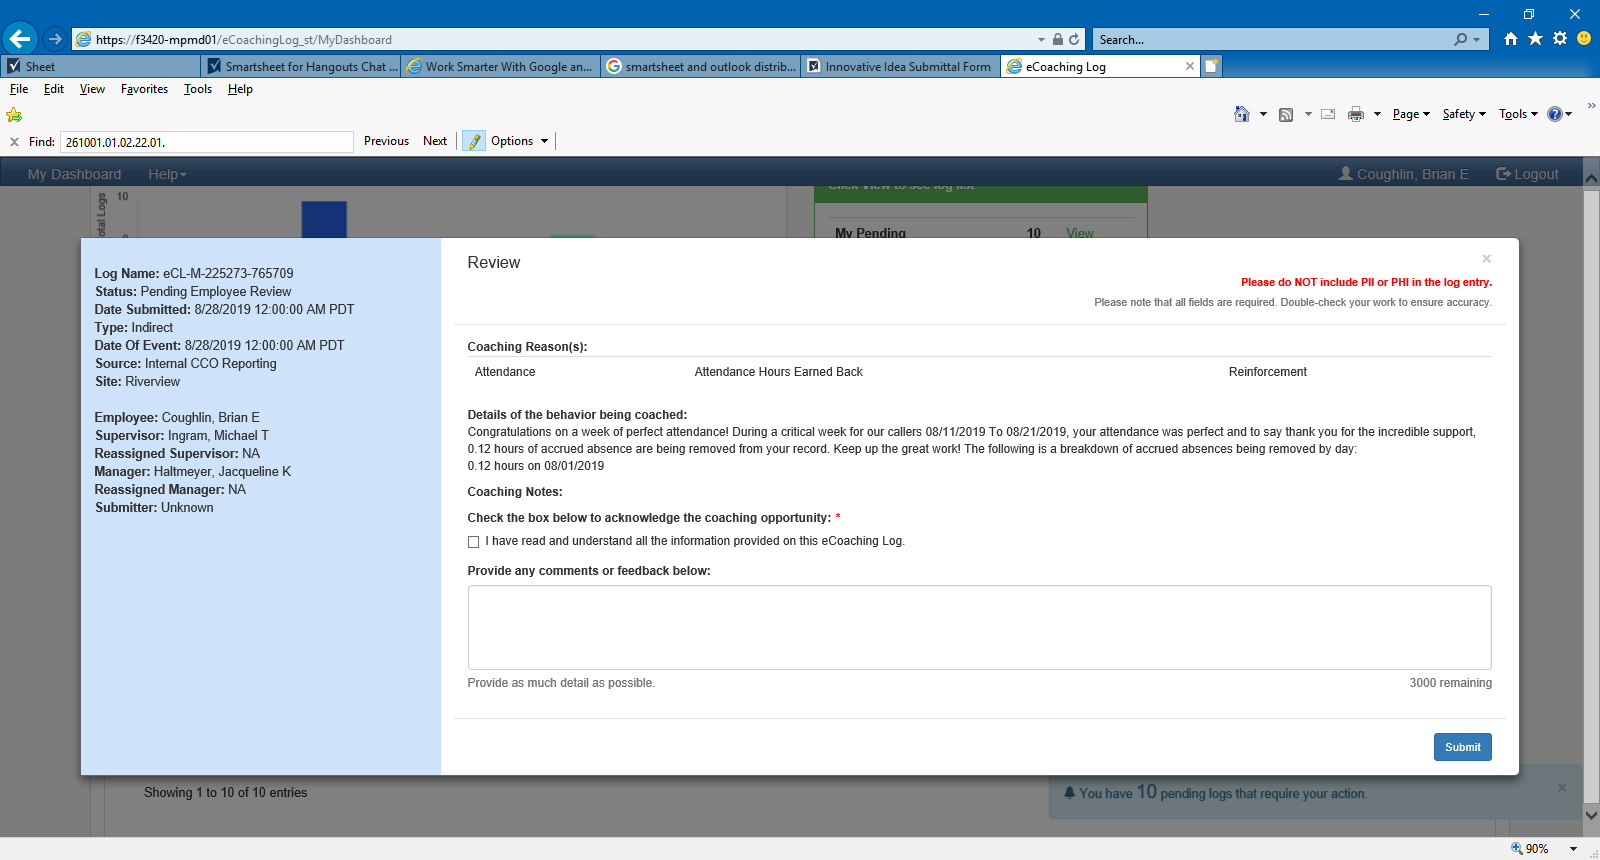 https://f3420-mpmd01/eCoachingLog_st/MyDashboard
Search...
Sheet
Smartsheet for Hangouts Chat ...
Work Smarter With Google an...
smartsheet and outlook distrib...
Innovative Idea Submittal Form
eCoaching Log
File Edit View Favorites Tools Help
Page Safety Tools
Find: 261001.01.02.22.01. Previous Next Options
My Dashboard Help Coughlin, Brian E Logout
10
Click View to see log list
My Pending 10 View
Log Name: eCL-M-225273-765709
Status: Pending Employee Review
Date Submitted: 8/28/2019 12:00:00 AM PDT
Type: Indirect
Date Of Event: 8/28/2019 12:00:00 AM PDT
Source: Internal CCO Reporting
Site: Riverview
Employee: Coughlin, Brian E
Supervisor: Ingram, Michael T
Reassigned Supervisor: NA
Manager: Haltmeyer, Jacqueline K
Reassigned Manager: NA
Submitter: Unknown
Review
Please do NOT include PII or PHI in the log entry.
Please note that all fields are required. Double-check your work to ensure accuracy.
Coaching Reason(s):
Attendance Attendance Hours Earned Back Reinforcement
Details of the behavior being coached:
Congratulations on a week of perfect attendance! During a critical week for our callers 08/11/2019 To 08/21/2019, your attendance was perfect and to say thank you for the incredible support,
0.12 hours of accrued absence are being removed from your record. Keep up the great work! The following is a breakdown of accrued absences being removed by day:
0.12 hours on 08/01/2019
Coaching Notes:
Check the box below to acknowledge the coaching opportunity: *
I have read and understand all the information provided on this eCoaching Log.
Provide any comments or feedback below:
Provide as much detail as possible. 3000 remaining
Submit
Showing 1 to 10 of 10 entries
You have 10 pending logs that require your action.
90%